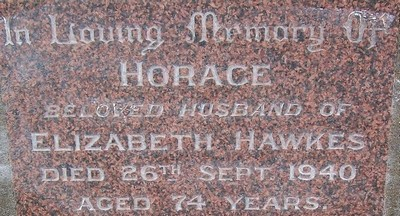 In Loving Memory Of
HORACE
BELOVED HUSBAND OF
ELIZABETH HAWKES
DIED 26TH SEPT. 1940
AGED 74 YEARS.